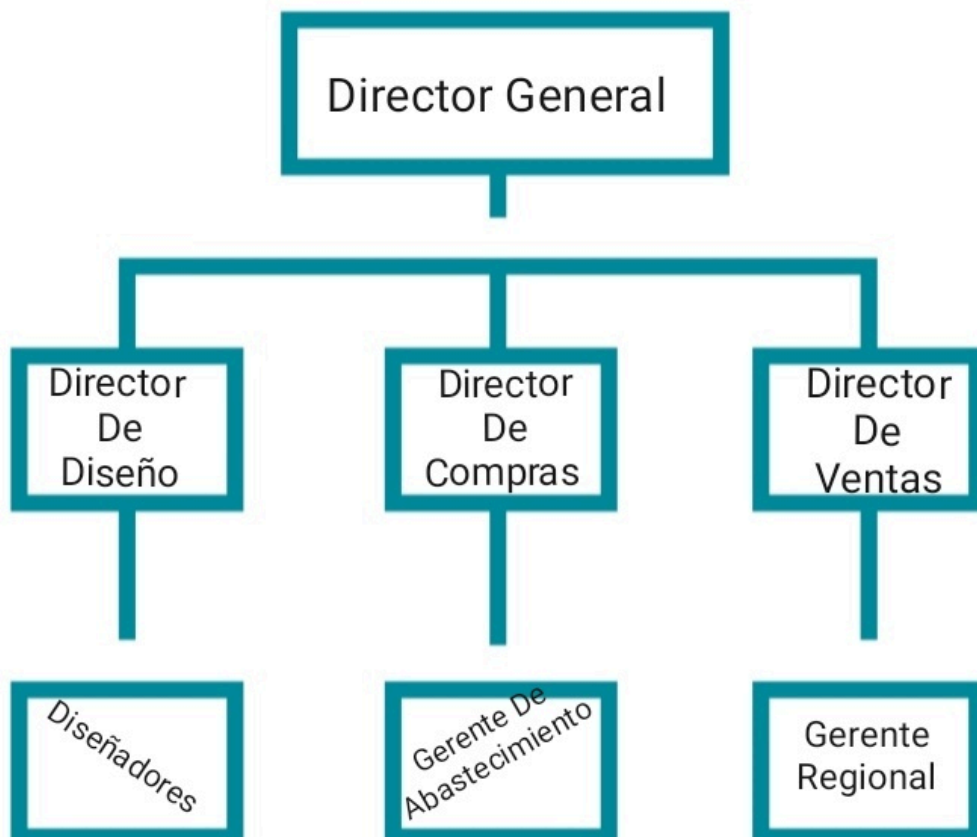 Director General
Director
De
Diseño
Director
De
Compras
Director
De
Ventas
Diseñadores
Gerente De
Abastecimiento
Gerente
Regional